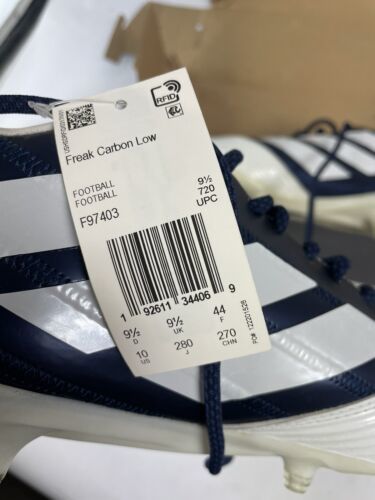 RFID
Freak Carbon Low
FOOTBALL 9½
FOOTBALL 720
F97403 UPC
1 92611 34406 9
9½ 9½ 44
D UK F
10 280 270
US J CHN